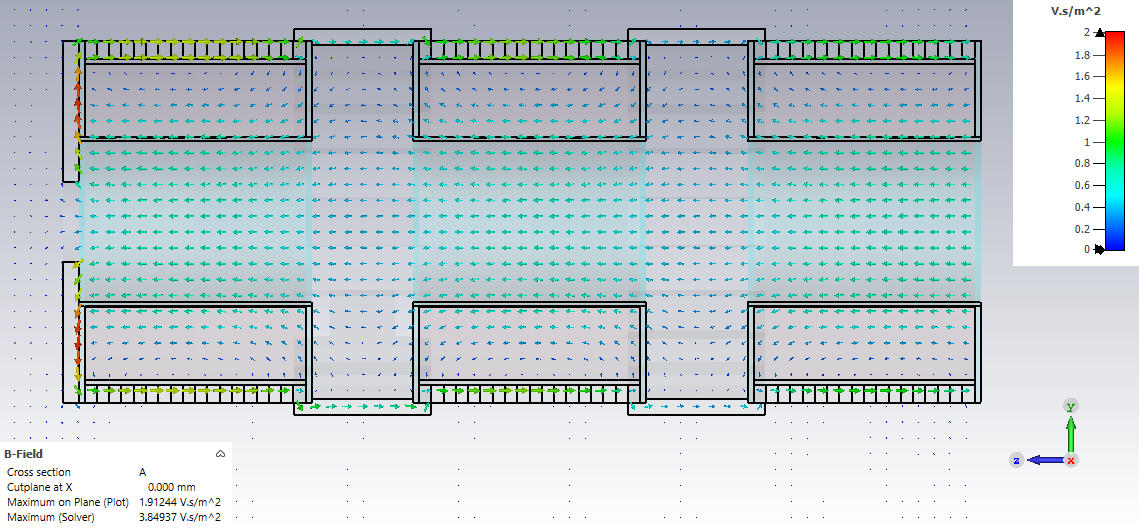 V.s/m^2
2
1.8
1.6
1.4
1.2
1
0.8
0.6
0.4
0.2
0
y
z
x
B-Field
Cross section A
Cutplane at X 0.000 mm
Maximum on Plane (Plot) 1.91244 V.s/m^2
Maximum (Solver) 3.84937 V.s/m^2